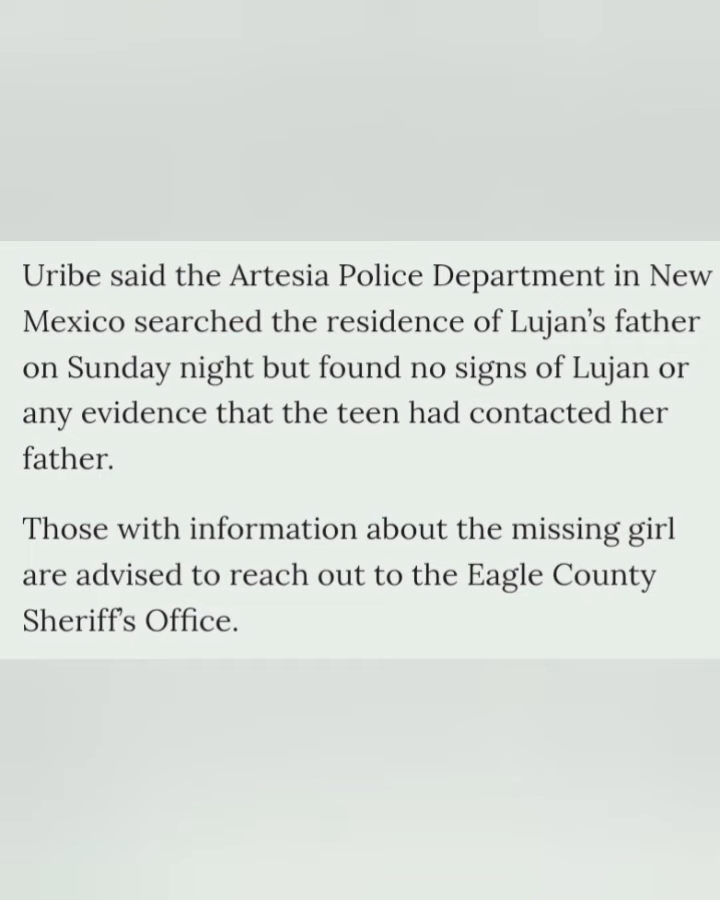 Uribe said the Artesia Police Department in New
Mexico searched the residence of Lujan’s father
on Sunday night but found no signs of Lujan or
any evidence that the teen had contacted her
father.
Those with information about the missing girl
are advised to reach out to the Eagle County
Sheriff’s Office.